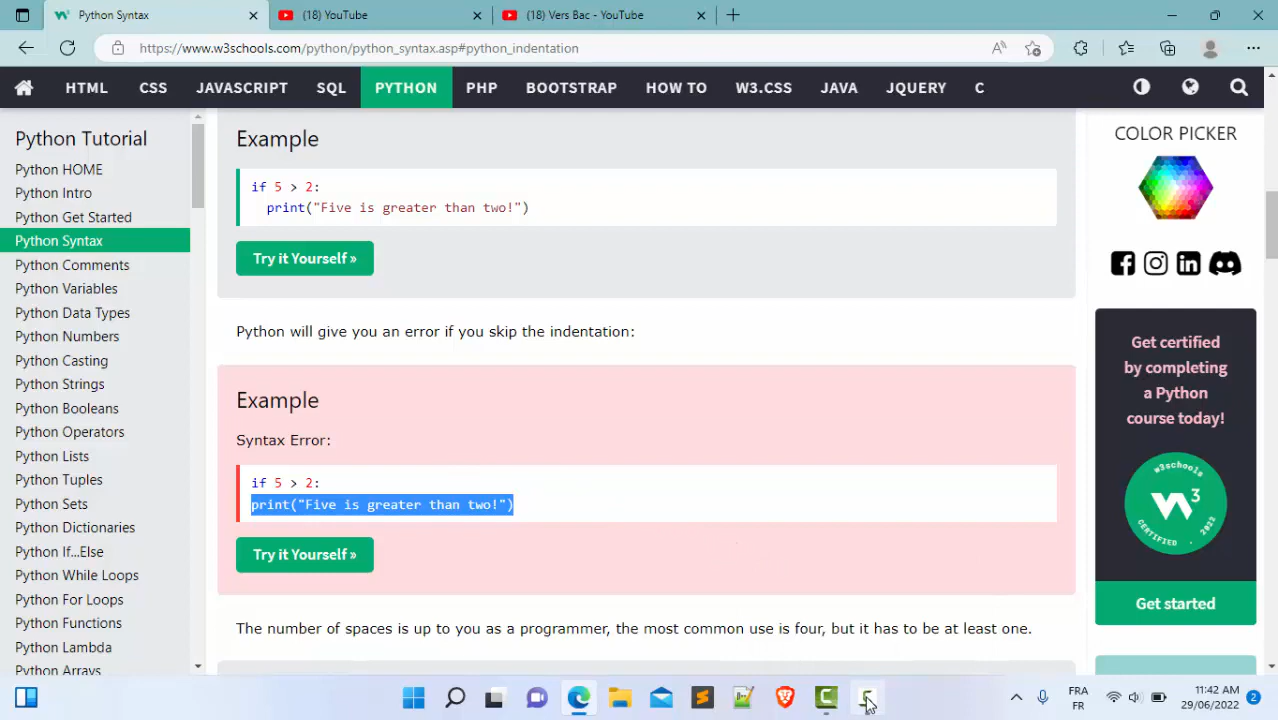 Python Syntax
(18) YouTube
(18) Vers Bac - YouTube
https://www.w3schools.com/python/python_syntax.asp#python_indentation
HTML CSS JAVASCRIPT SQL PYTHON PHP BOOTSTRAP HOW TO W3.CSS JAVA JQUERY C
Python Tutorial
Python HOME
Python Intro
Python Get Started
Python Syntax
Python Comments
Python Variables
Python Data Types
Python Numbers
Python Casting
Python Strings
Python Booleans
Python Operators
Python Lists
Python Tuples
Python Sets
Python Dictionaries
Python If...Else
Python While Loops
Python For Loops
Python Functions
Python Lambda
Python Arrays
Example
if 5 > 2:
print("Five is greater than two!")
Try it Yourself »
Python will give you an error if you skip the indentation:
Example
Syntax Error:
if 5 > 2:
print("Five is greater than two!")
Try it Yourself »
The number of spaces is up to you as a programmer, the most common use is four, but it has to be at least one.
COLOR PICKER
Get certified
by completing
a Python
course today!
w3schools
W3
CERTIFIED . 2022
Get started
FRA
FR
11:42 AM
29/06/2022
2